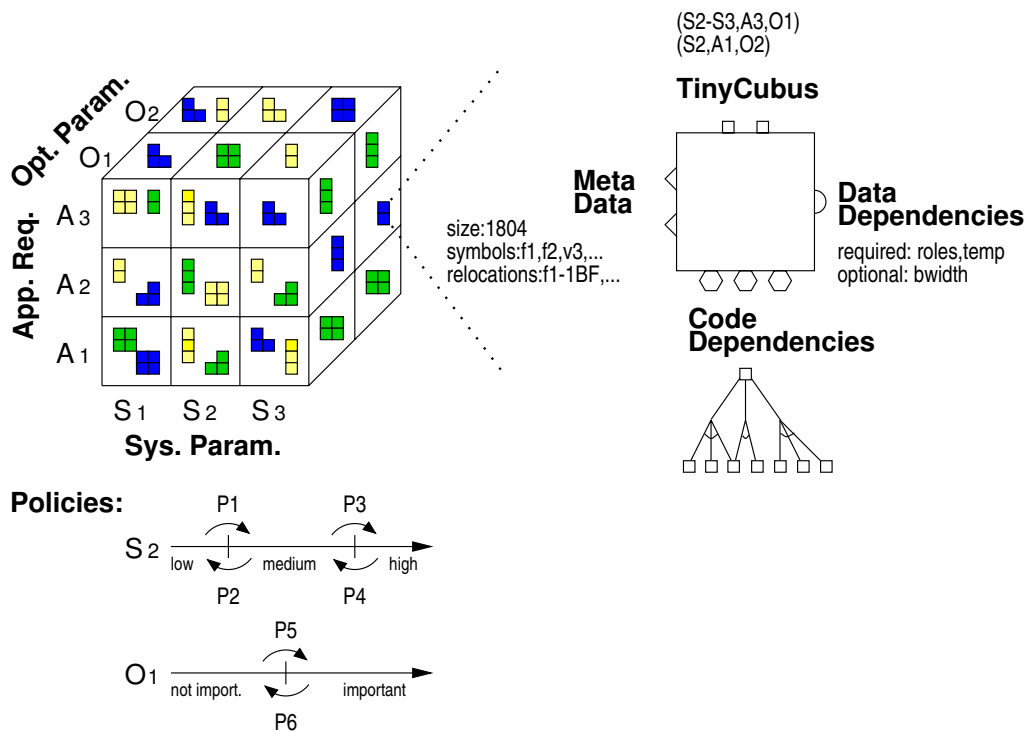 (S2-S3,A3,O1)
(S2,A1,O2)
TinyCubus
Opt. Param.
O2
O1
App. Req.
A3
A2
A1
S1 S2 S3
Sys. Param.
Meta
Data
size:1804
symbols:f1,f2,v3,...
relocations:f1-1BF,...
Data
Dependencies
required: roles,temp
optional: bwidth
Code
Dependencies
Policies:
P1 P3
S2
low medium high
P2 P4
P5
O1
not import. important
P6